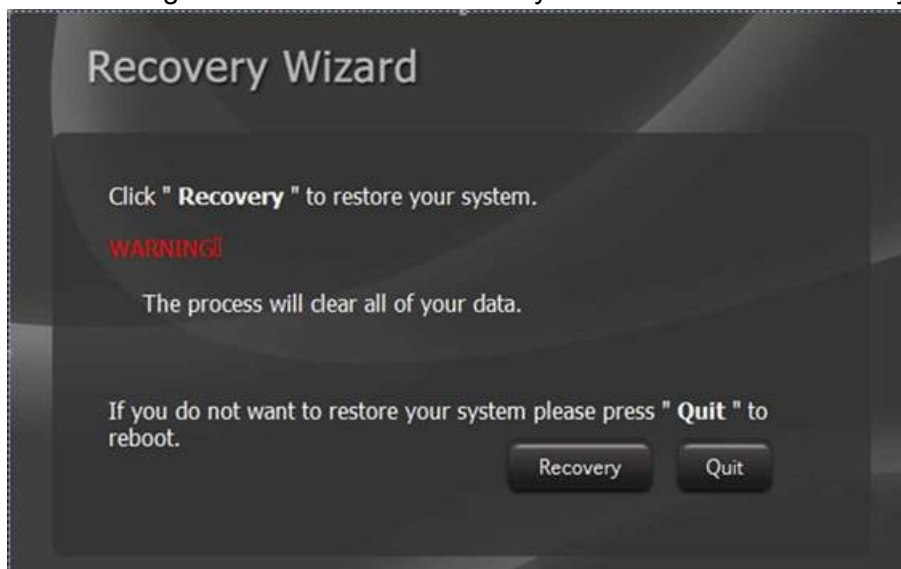 Recovery Wizard
Click " Recovery " to restore your system.
WARNING
The process will clear all of your data.
If you do not want to restore your system please press " Quit " to
reboot.
Recovery Quit